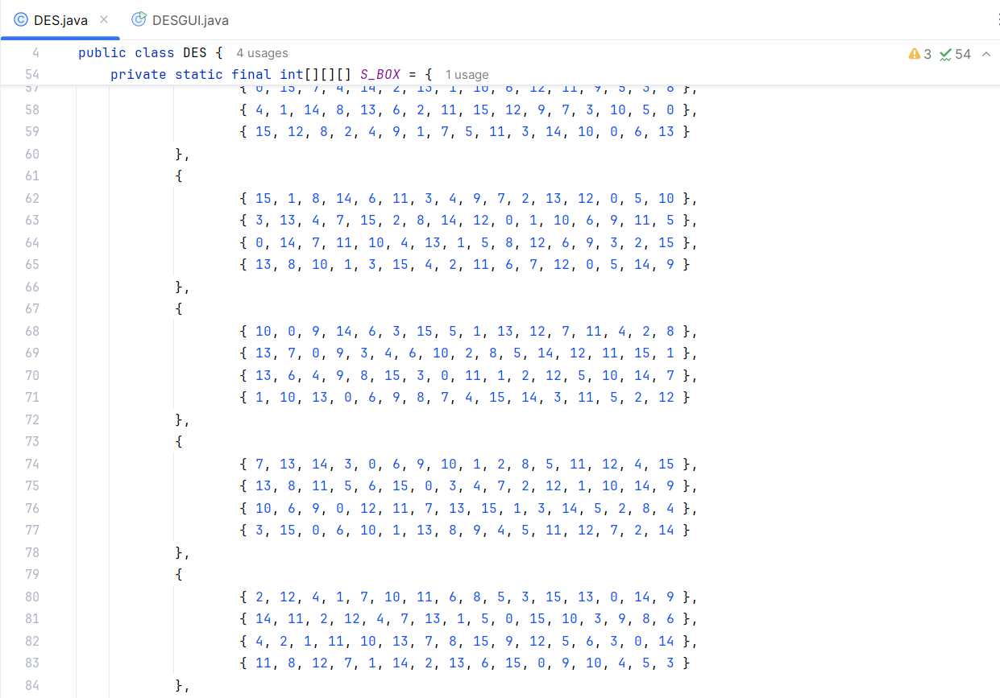 DES.java × DESGUI.java
4 public class DES { 4 usages 3 54
54 private static final int[][][] S_BOX = { 1 usage
57 { 0, 15, 7, 4, 14, 2, 13, 1, 10, 6, 12, 11, 9, 5, 3, 8 },
58 { 4, 1, 14, 8, 13, 6, 2, 11, 15, 12, 9, 7, 3, 10, 5, 0 },
59 { 15, 12, 8, 2, 4, 9, 1, 7, 5, 11, 3, 14, 10, 0, 6, 13 }
60 },
61 {
62 { 15, 1, 8, 14, 6, 11, 3, 4, 9, 7, 2, 13, 12, 0, 5, 10 },
63 { 3, 13, 4, 7, 15, 2, 8, 14, 12, 0, 1, 10, 6, 9, 11, 5 },
64 { 0, 14, 7, 11, 10, 4, 13, 1, 5, 8, 12, 6, 9, 3, 2, 15 },
65 { 13, 8, 10, 1, 3, 15, 4, 2, 11, 6, 7, 12, 0, 5, 14, 9 }
66 },
67 {
68 { 10, 0, 9, 14, 6, 3, 15, 5, 1, 13, 12, 7, 11, 4, 2, 8 },
69 { 13, 7, 0, 9, 3, 4, 6, 10, 2, 8, 5, 14, 12, 11, 15, 1 },
70 { 13, 6, 4, 9, 8, 15, 3, 0, 11, 1, 2, 12, 5, 10, 14, 7 },
71 { 1, 10, 13, 0, 6, 9, 8, 7, 4, 15, 14, 3, 11, 5, 2, 12 }
72 },
73 {
74 { 7, 13, 14, 3, 0, 6, 9, 10, 1, 2, 8, 5, 11, 12, 4, 15 },
75 { 13, 8, 11, 5, 6, 15, 0, 3, 4, 7, 2, 12, 1, 10, 14, 9 },
76 { 10, 6, 9, 0, 12, 11, 7, 13, 15, 1, 3, 14, 5, 2, 8, 4 },
77 { 3, 15, 0, 6, 10, 1, 13, 8, 9, 4, 5, 11, 12, 7, 2, 14 }
78 },
79 {
80 { 2, 12, 4, 1, 7, 10, 11, 6, 8, 5, 3, 15, 13, 0, 14, 9 },
81 { 14, 11, 2, 12, 4, 7, 13, 1, 5, 0, 15, 10, 3, 9, 8, 6 },
82 { 4, 2, 1, 11, 10, 13, 7, 8, 15, 9, 12, 5, 6, 3, 0, 14 },
83 { 11, 8, 12, 7, 1, 14, 2, 13, 6, 15, 0, 9, 10, 4, 5, 3 }
84 },